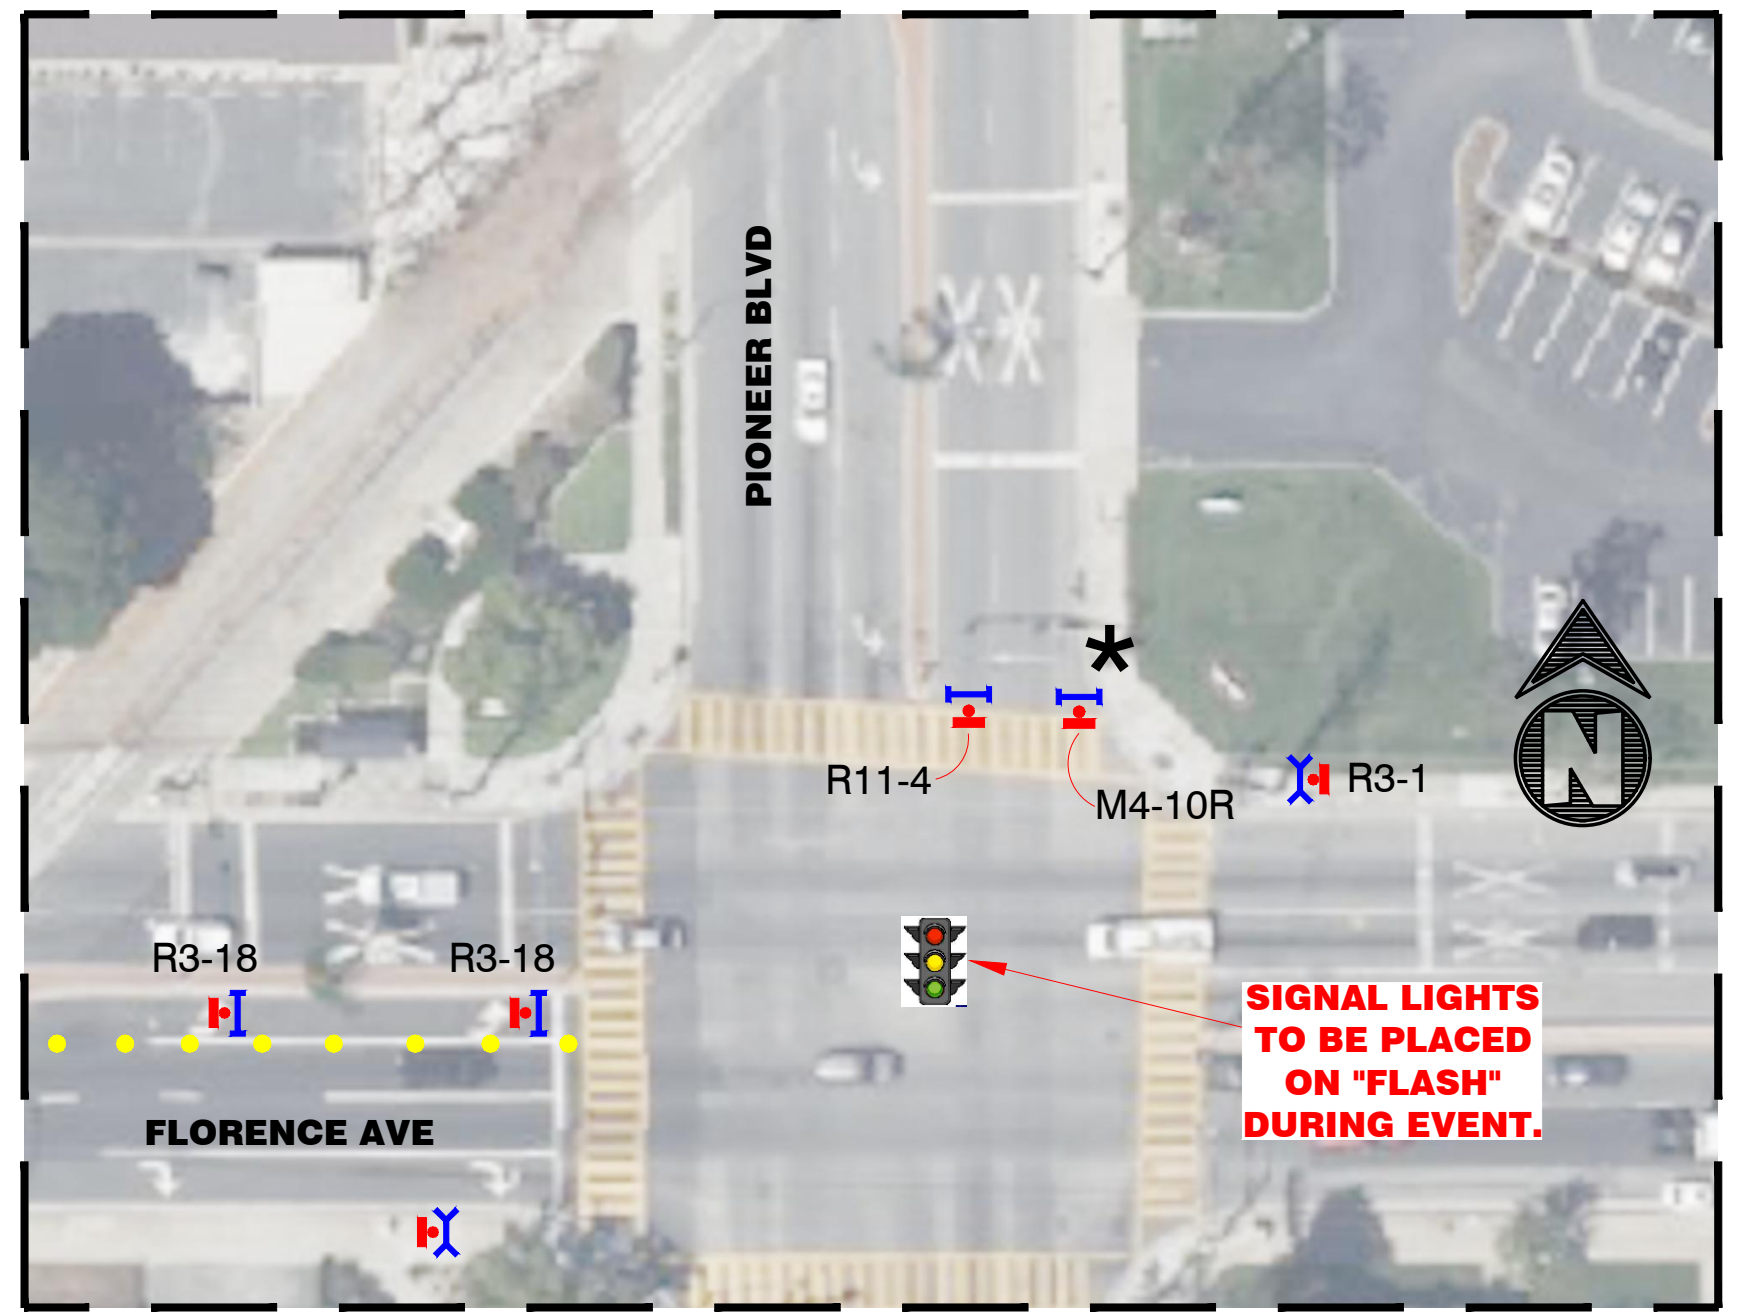 PIONEER BLVD
*
R11-4
M4-10R
R3-1
N
R3-18
R3-18
SIGNAL LIGHTS
TO BE PLACED
ON "FLASH"
DURING EVENT.
FLORENCE AVE